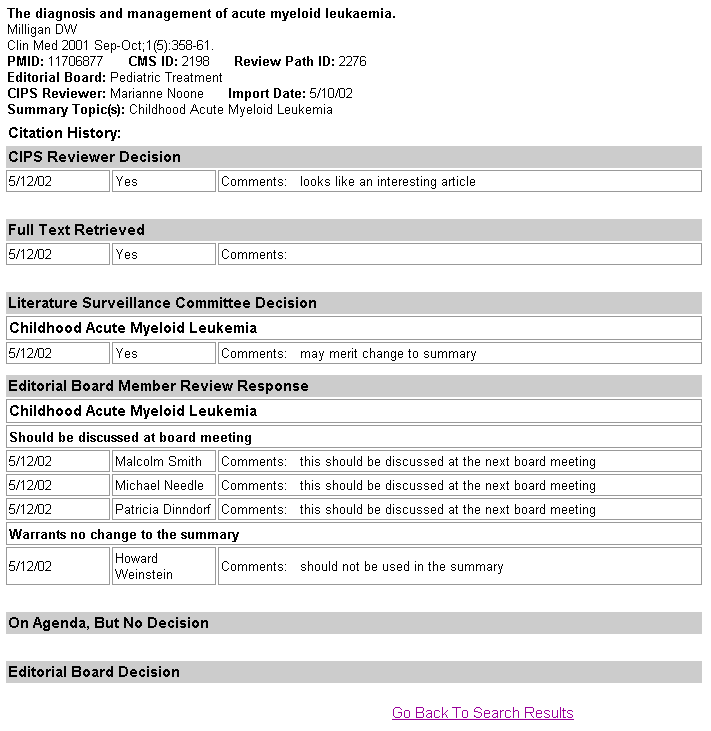 The diagnosis and management of acute myeloid leukaemia.
Milligan DW
Clin Med 2001 Sep-Oct;1(5):358-61.
PMID: 11706877 CMS ID: 2198 Review Path ID: 2276
Editorial Board: Pediatric Treatment
CIPS Reviewer: Marianne Noone Import Date: 5/10/02
Summary Topic(s): Childhood Acute Myeloid Leukemia
Citation History:
CIPS Reviewer Decision
5/12/02 Yes Comments: looks like an interesting article
Full Text Retrieved
5/12/02 Yes Comments:
Literature Surveillance Committee Decision
Childhood Acute Myeloid Leukemia
5/12/02 Yes Comments: may merit change to summary
Editorial Board Member Review Response
Childhood Acute Myeloid Leukemia
Should be discussed at board meeting
5/12/02 Malcolm Smith Comments: this should be discussed at the next board meeting
5/12/02 Michael Needle Comments: this should be discussed at the next board meeting
5/12/02 Patricia Dinndorf Comments: this should be discussed at the next board meeting
Warrants no change to the summary
5/12/02 Howard Weinstein Comments: should not be used in the summary
On Agenda, But No Decision
Editorial Board Decision
Go Back To Search Results